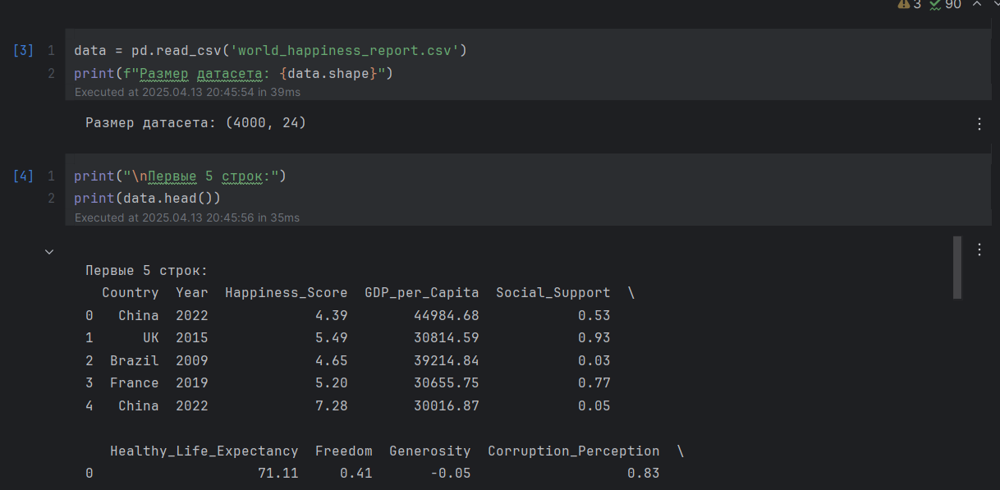 3 90
[3] 1 data = pd.read_csv('world_happiness_report.csv')
2 print(f"Размер датасета: {data.shape}")
Executed at 2025.04.13 20:45:54 in 39ms
Размер датасета: (4000, 24)
[4] 1 print("\nПервые 5 строк:")
2 print(data.head())
Executed at 2025.04.13 20:45:56 in 35ms
Первые 5 строк:
Country Year Happiness_Score GDP_per_Capita Social_Support \
0 China 2022 4.39 44984.68 0.53
1 UK 2015 5.49 30814.59 0.93
2 Brazil 2009 4.65 39214.84 0.03
3 France 2019 5.20 30655.75 0.77
4 China 2022 7.28 30016.87 0.05
Healthy_Life_Expectancy Freedom Generosity Corruption_Perception \
0 71.11 0.41 -0.05 0.83